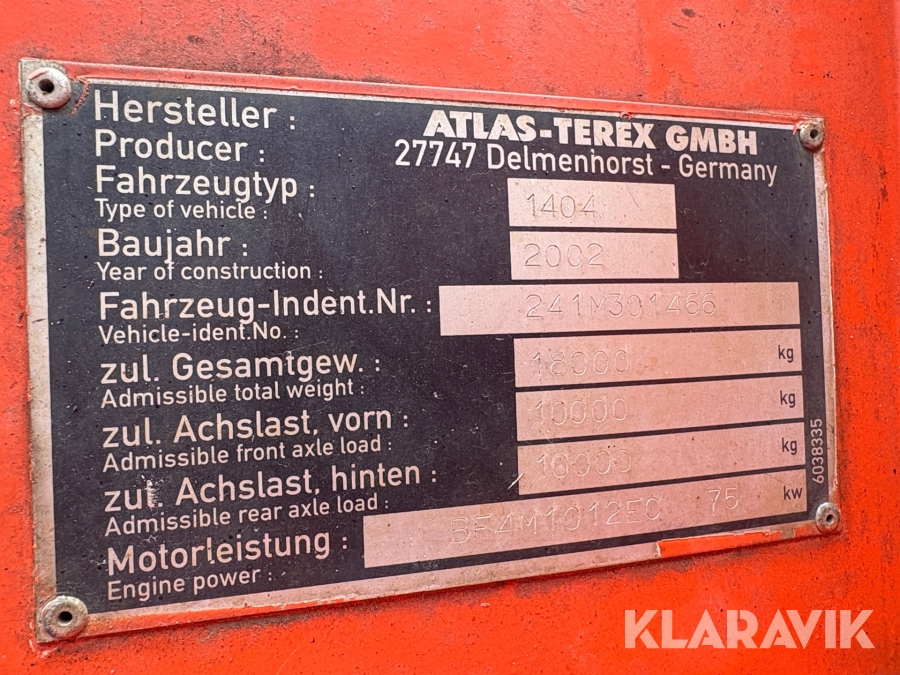 Hersteller : ATLAS-TEREX GMBH
Producer : 27747 Delmenhorst - Germany
Fahrzeugtyp : 1404
Type of vehicle :
Baujahr : 2002
Year of construction :
Fahrzeug-Indent.Nr. : 241M301466
Vehicle-ident.No. :
zul. Gesamtgew. : 18000 kg
Admissible total weight :
zul. Achslast, vorn : 10000 kg
Admissible front axle load :
zul. Achslast, hinten : 10000 kg
Admissible rear axle load :
Motorleistung : BF4M1012EC 75 kw
Engine power :
6038335
KLARAVIK